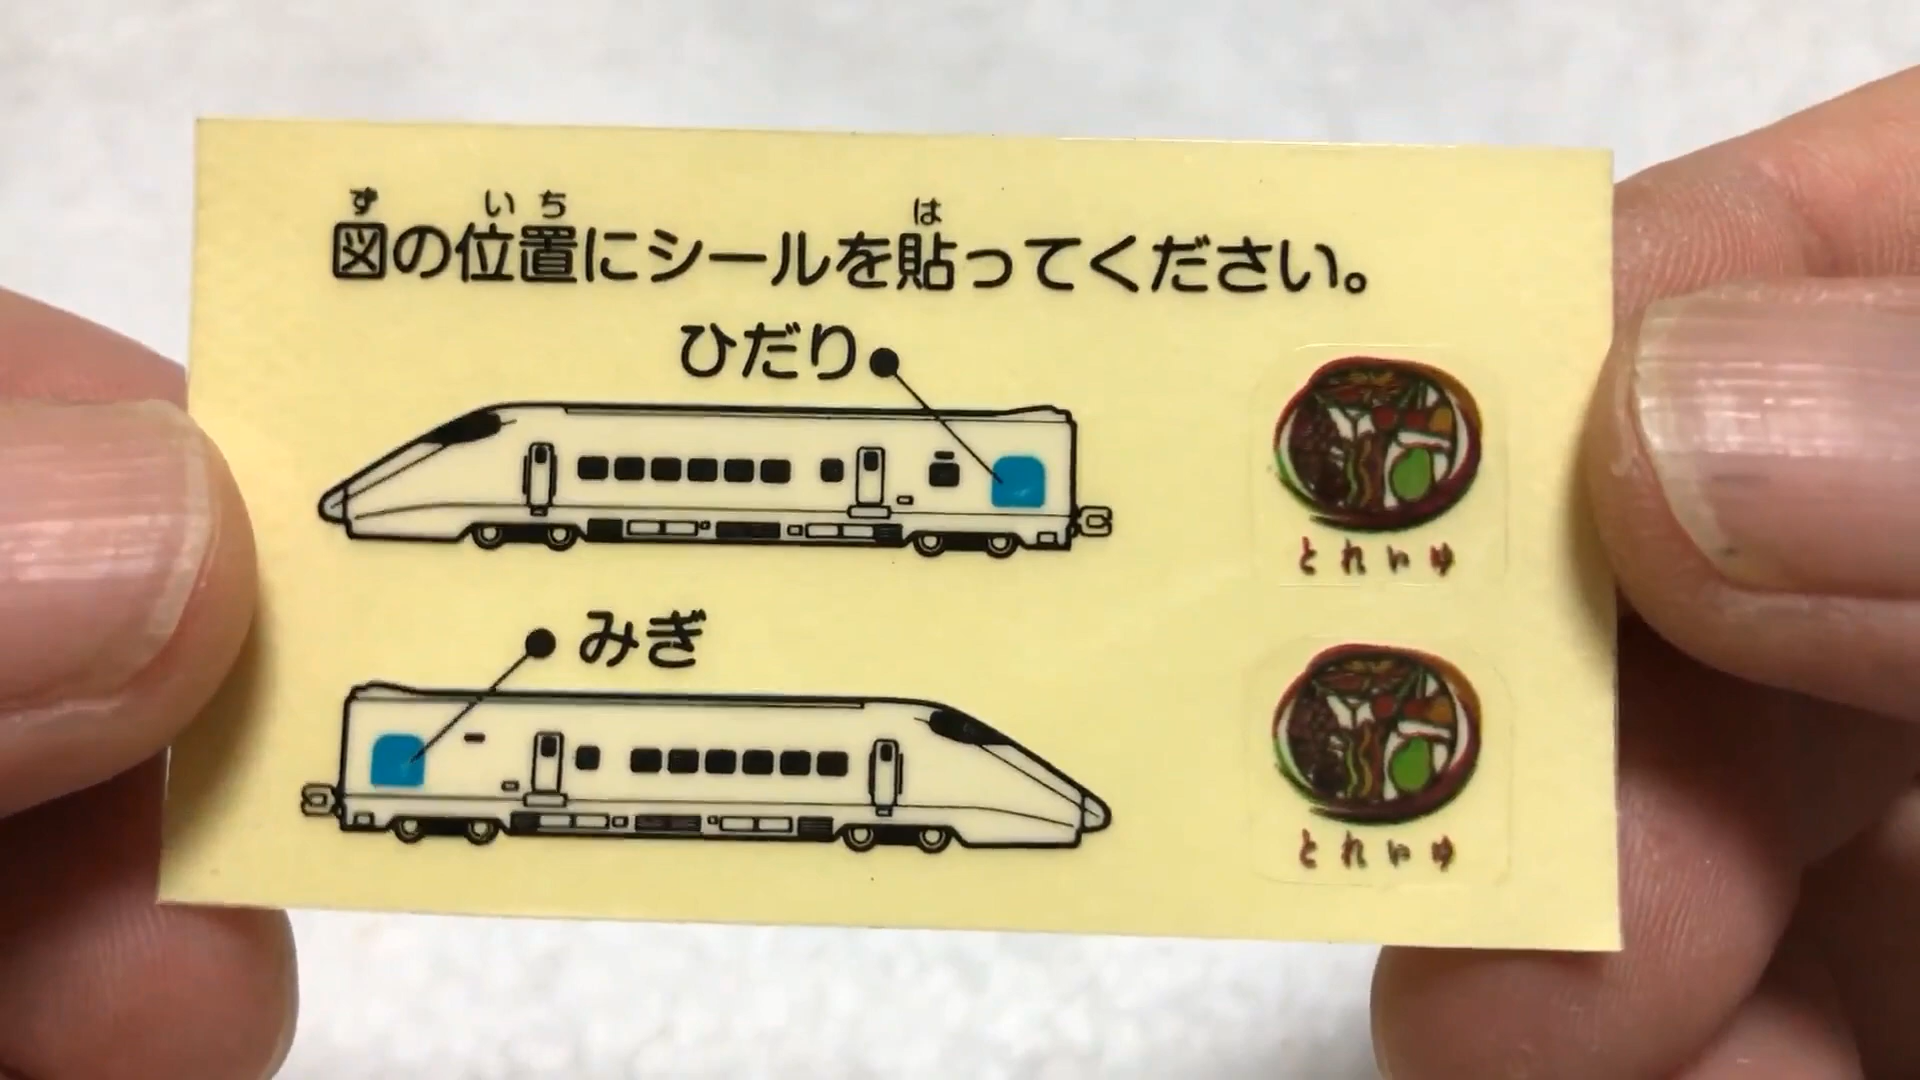 ず いち は
図の位置にシールを貼ってください。
ひだり
とれいゆ
みぎ
とれいゆ